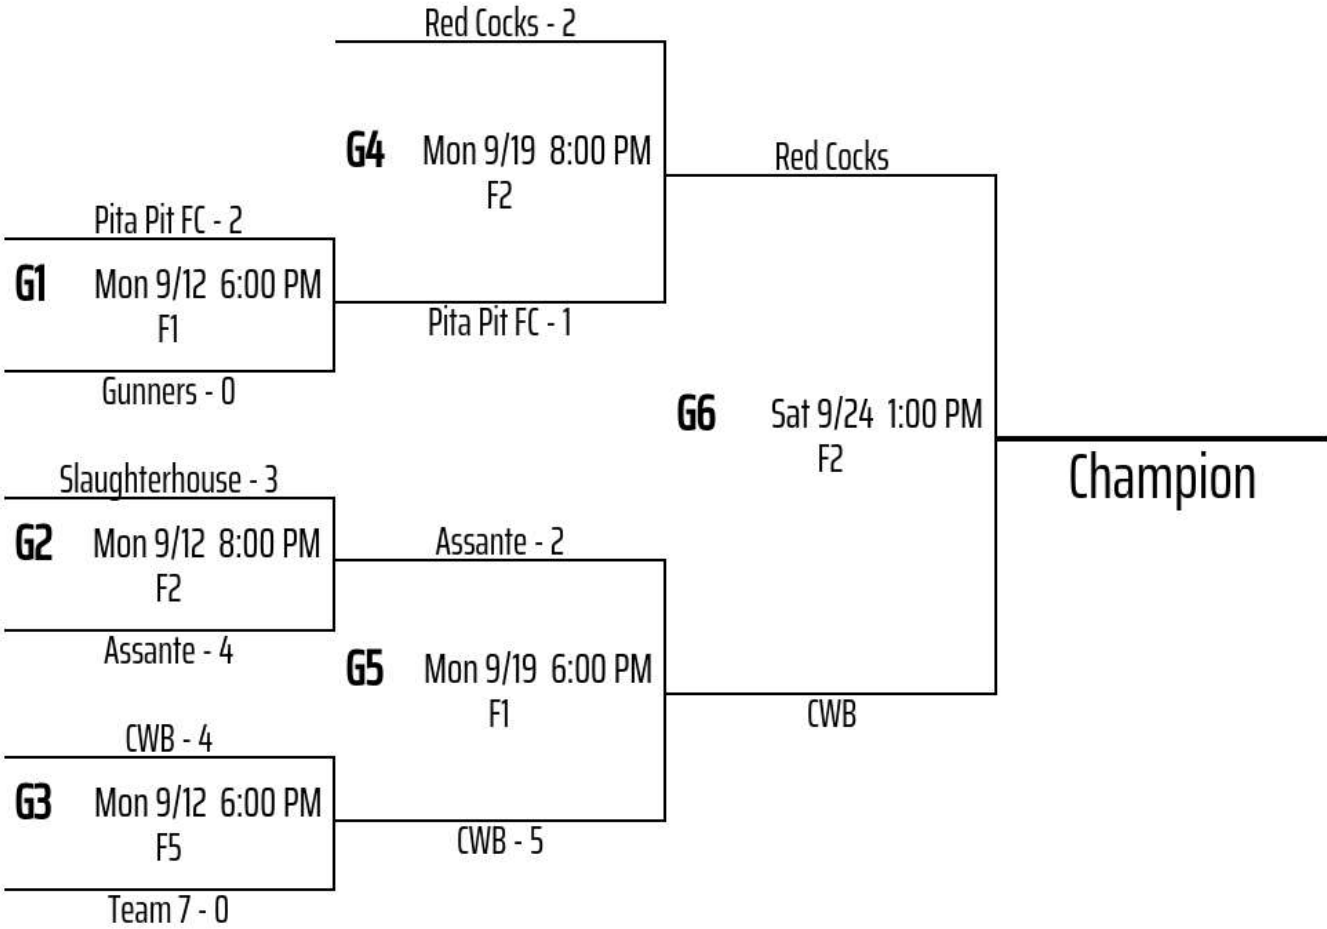 Red Cocks - 2
G4 Mon 9/19 8:00 PM
F2
Red Cocks
Pita Pit FC - 2
G1 Mon 9/12 6:00 PM
F1
Pita Pit FC - 1
Gunners - 0
G6 Sat 9/24 1:00 PM
F2
Champion
Slaughterhouse - 3
G2 Mon 9/12 8:00 PM
F2
Assante - 2
Assante - 4
G5 Mon 9/19 6:00 PM
F1
CWB
CWB - 4
G3 Mon 9/12 6:00 PM
F5
CWB - 5
Team 7 - 0